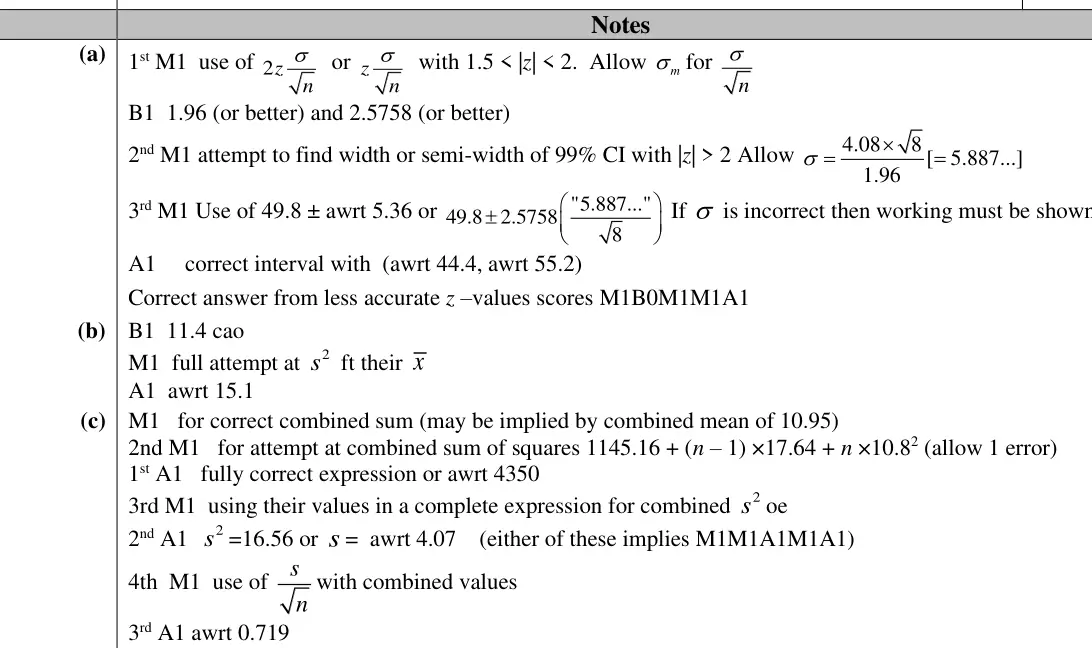 Notes
(a) 1st M1 use of 2z σ/√n or z σ/√n with 1.5 < |z| < 2. Allow σₘ for σ/√n
B1 1.96 (or better) and 2.5758 (or better)
2nd M1 attempt to find width or semi-width of 99% CI with |z| > 2 Allow σ = (4.08 × √8)/1.96 [= 5.887...]
3rd M1 Use of 49.8 ± awrt 5.36 or 49.8 ± 2.5758("5.887..."/√8) If σ is incorrect then working must be shown
A1 correct interval with (awrt 44.4, awrt 55.2)
Correct answer from less accurate z –values scores M1B0M1M1A1
(b) B1 11.4 cao
M1 full attempt at s² ft their x̅
A1 awrt 15.1
(c) M1 for correct combined sum (may be implied by combined mean of 10.95)
2nd M1 for attempt at combined sum of squares 1145.16 + (n – 1) ×17.64 + n ×10.8² (allow 1 error)
1st A1 fully correct expression or awrt 4350
3rd M1 using their values in a complete expression for combined s² oe
2nd A1 s² =16.56 or s = awrt 4.07 (either of these implies M1M1A1M1A1)
4th M1 use of s/√n with combined values
3rd A1 awrt 0.719